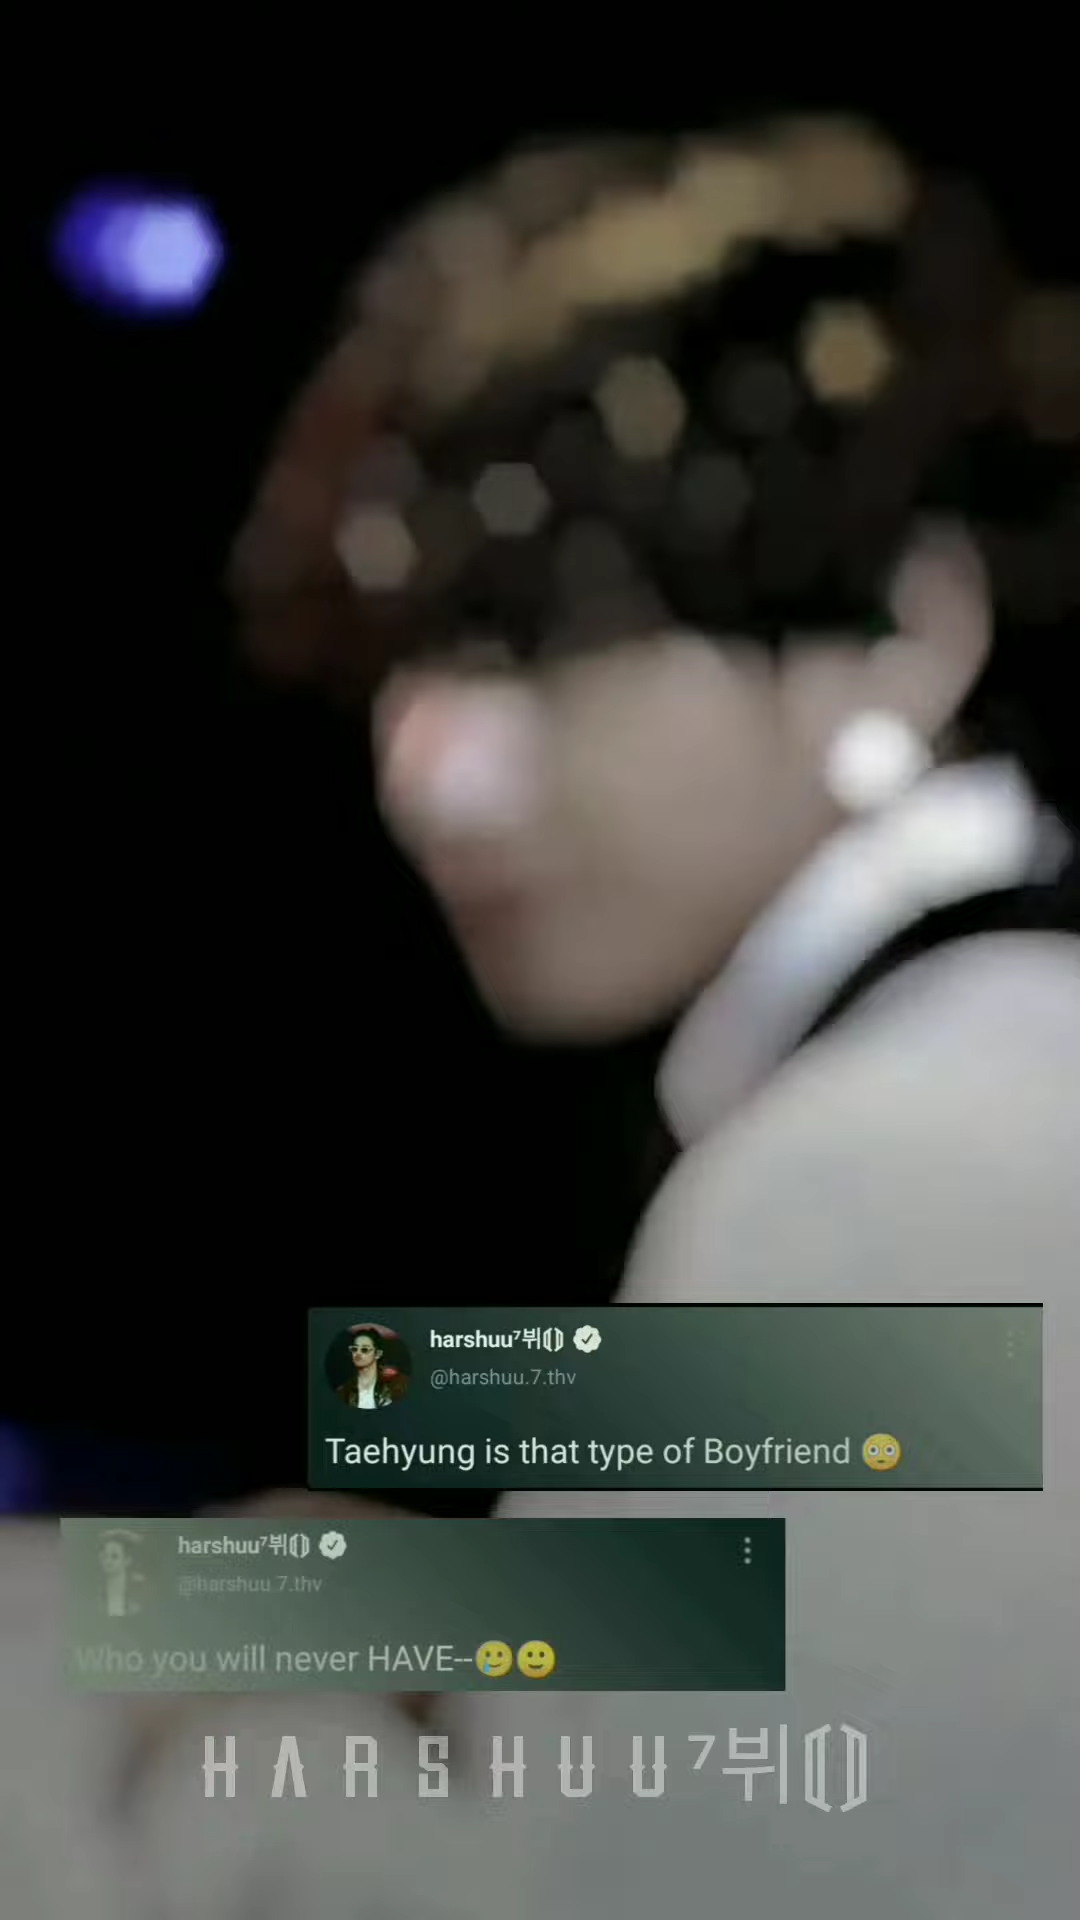 harshuu⁷뷔⟬⟭
@harshuu.7.thv
Taehyung is that type of Boyfriend 😳
harshuu⁷뷔⟬⟭
@harshuu.7.thv
Who you will never HAVE--🥲🙂
HARSHUU⁷뷔⟬⟭